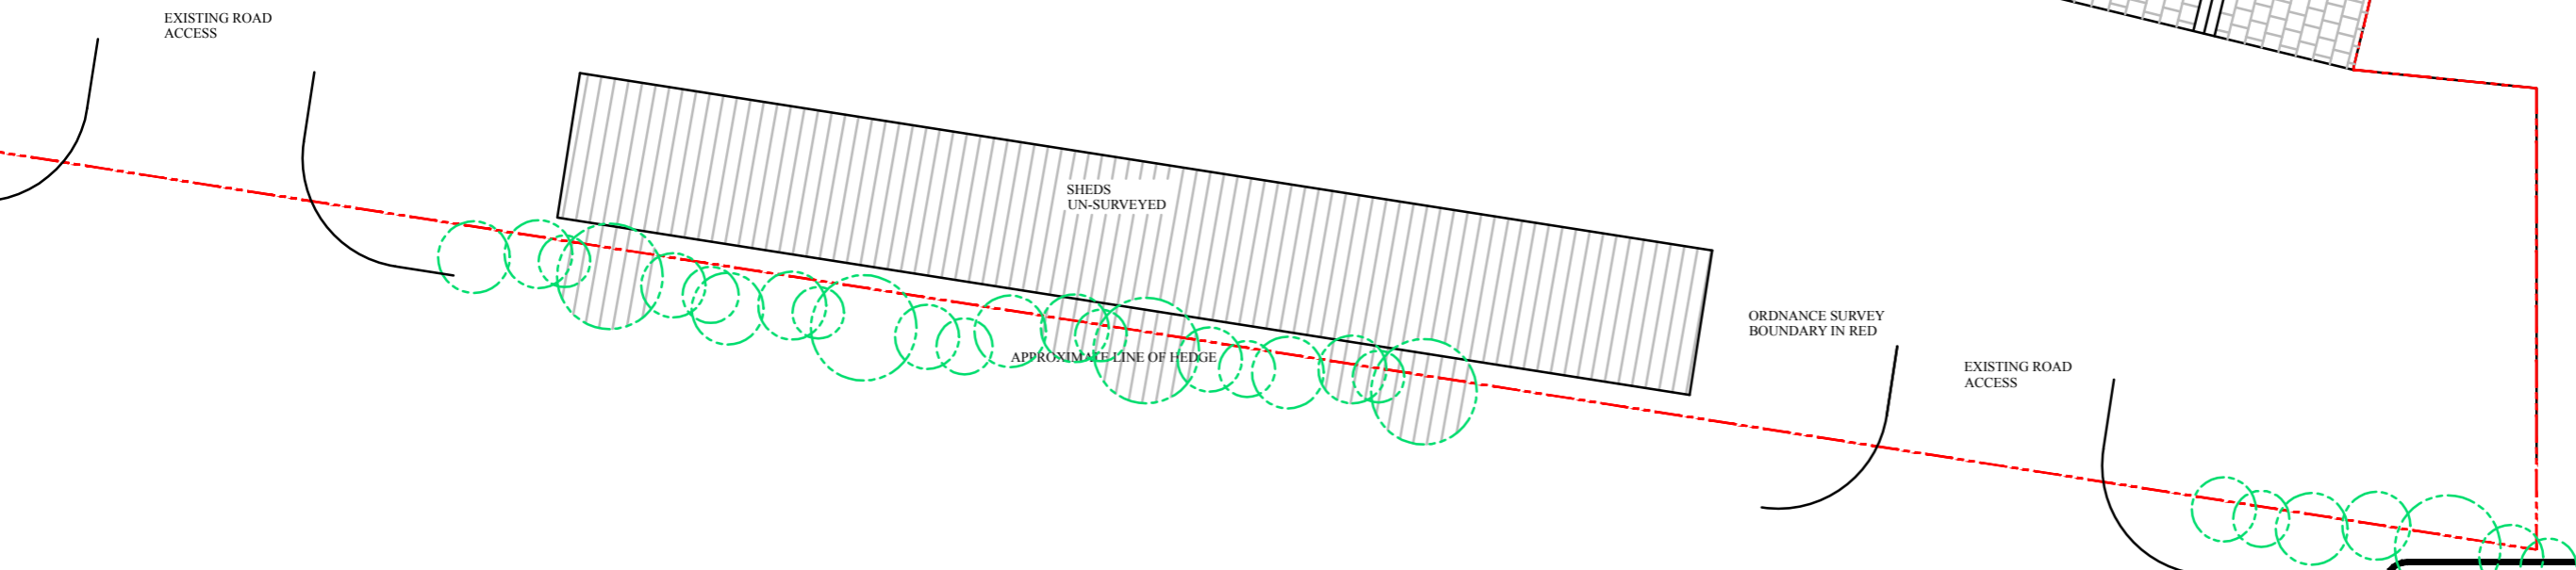 EXISTING ROAD
ACCESS
SHEDS
UN-SURVEYED
APPROXIMATE LINE OF HEDGE
ORDNANCE SURVEY
BOUNDARY IN RED
EXISTING ROAD
ACCESS